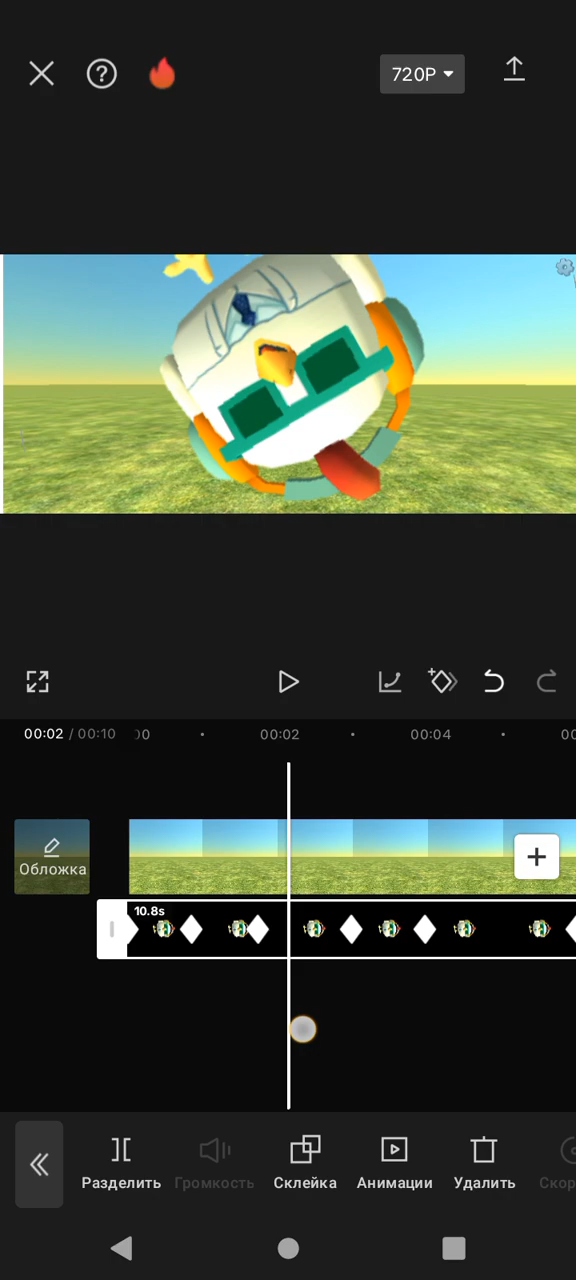 720P
00:02 / 00:10
00:02
00:04
Обложка
10.8s
Разделить
Громкость
Склейка
Анимации
Удалить